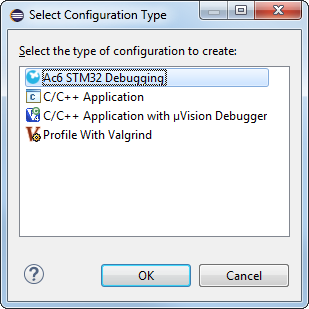 Select Configuration Type
Select the type of configuration to create:
Ac6 STM32 Debugging
C/C++ Application
C/C++ Application with µVision Debugger
Profile With Valgrind
OK
Cancel